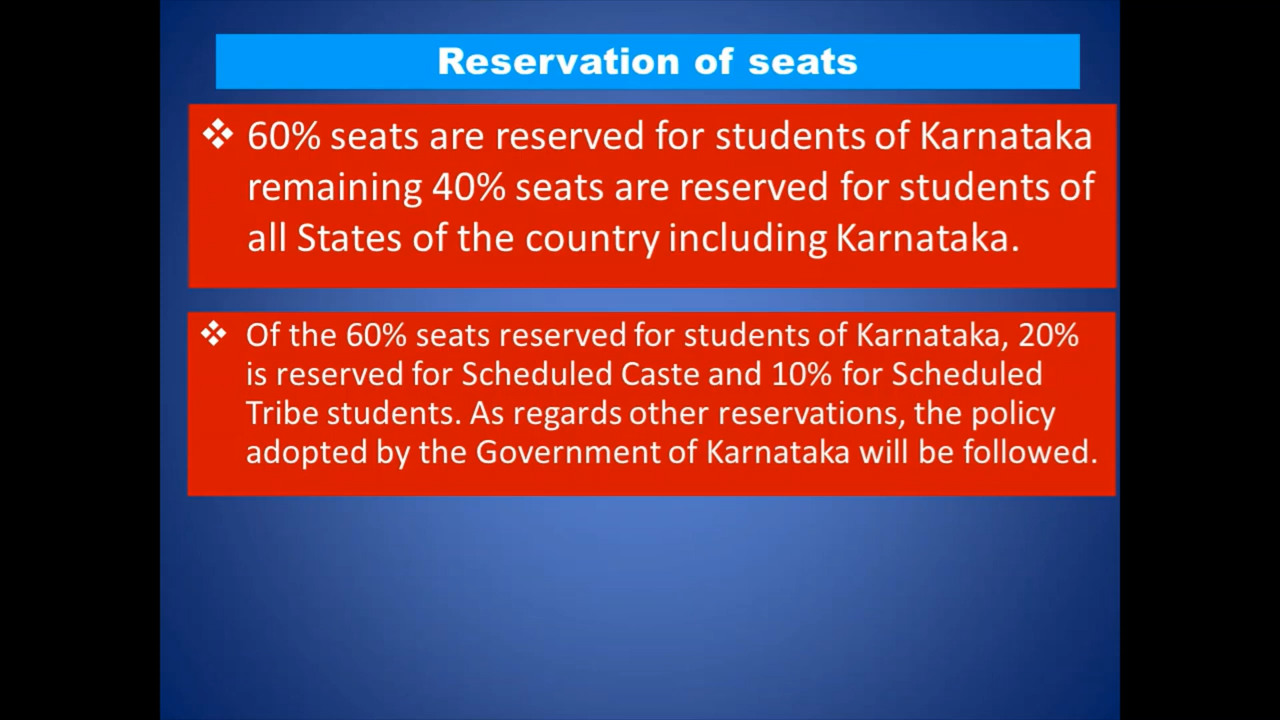 Reservation of seats
❖ 60% seats are reserved for students of Karnataka
remaining 40% seats are reserved for students of
all States of the country including Karnataka.
❖ Of the 60% seats reserved for students of Karnataka, 20%
is reserved for Scheduled Caste and 10% for Scheduled
Tribe students. As regards other reservations, the policy
adopted by the Government of Karnataka will be followed.